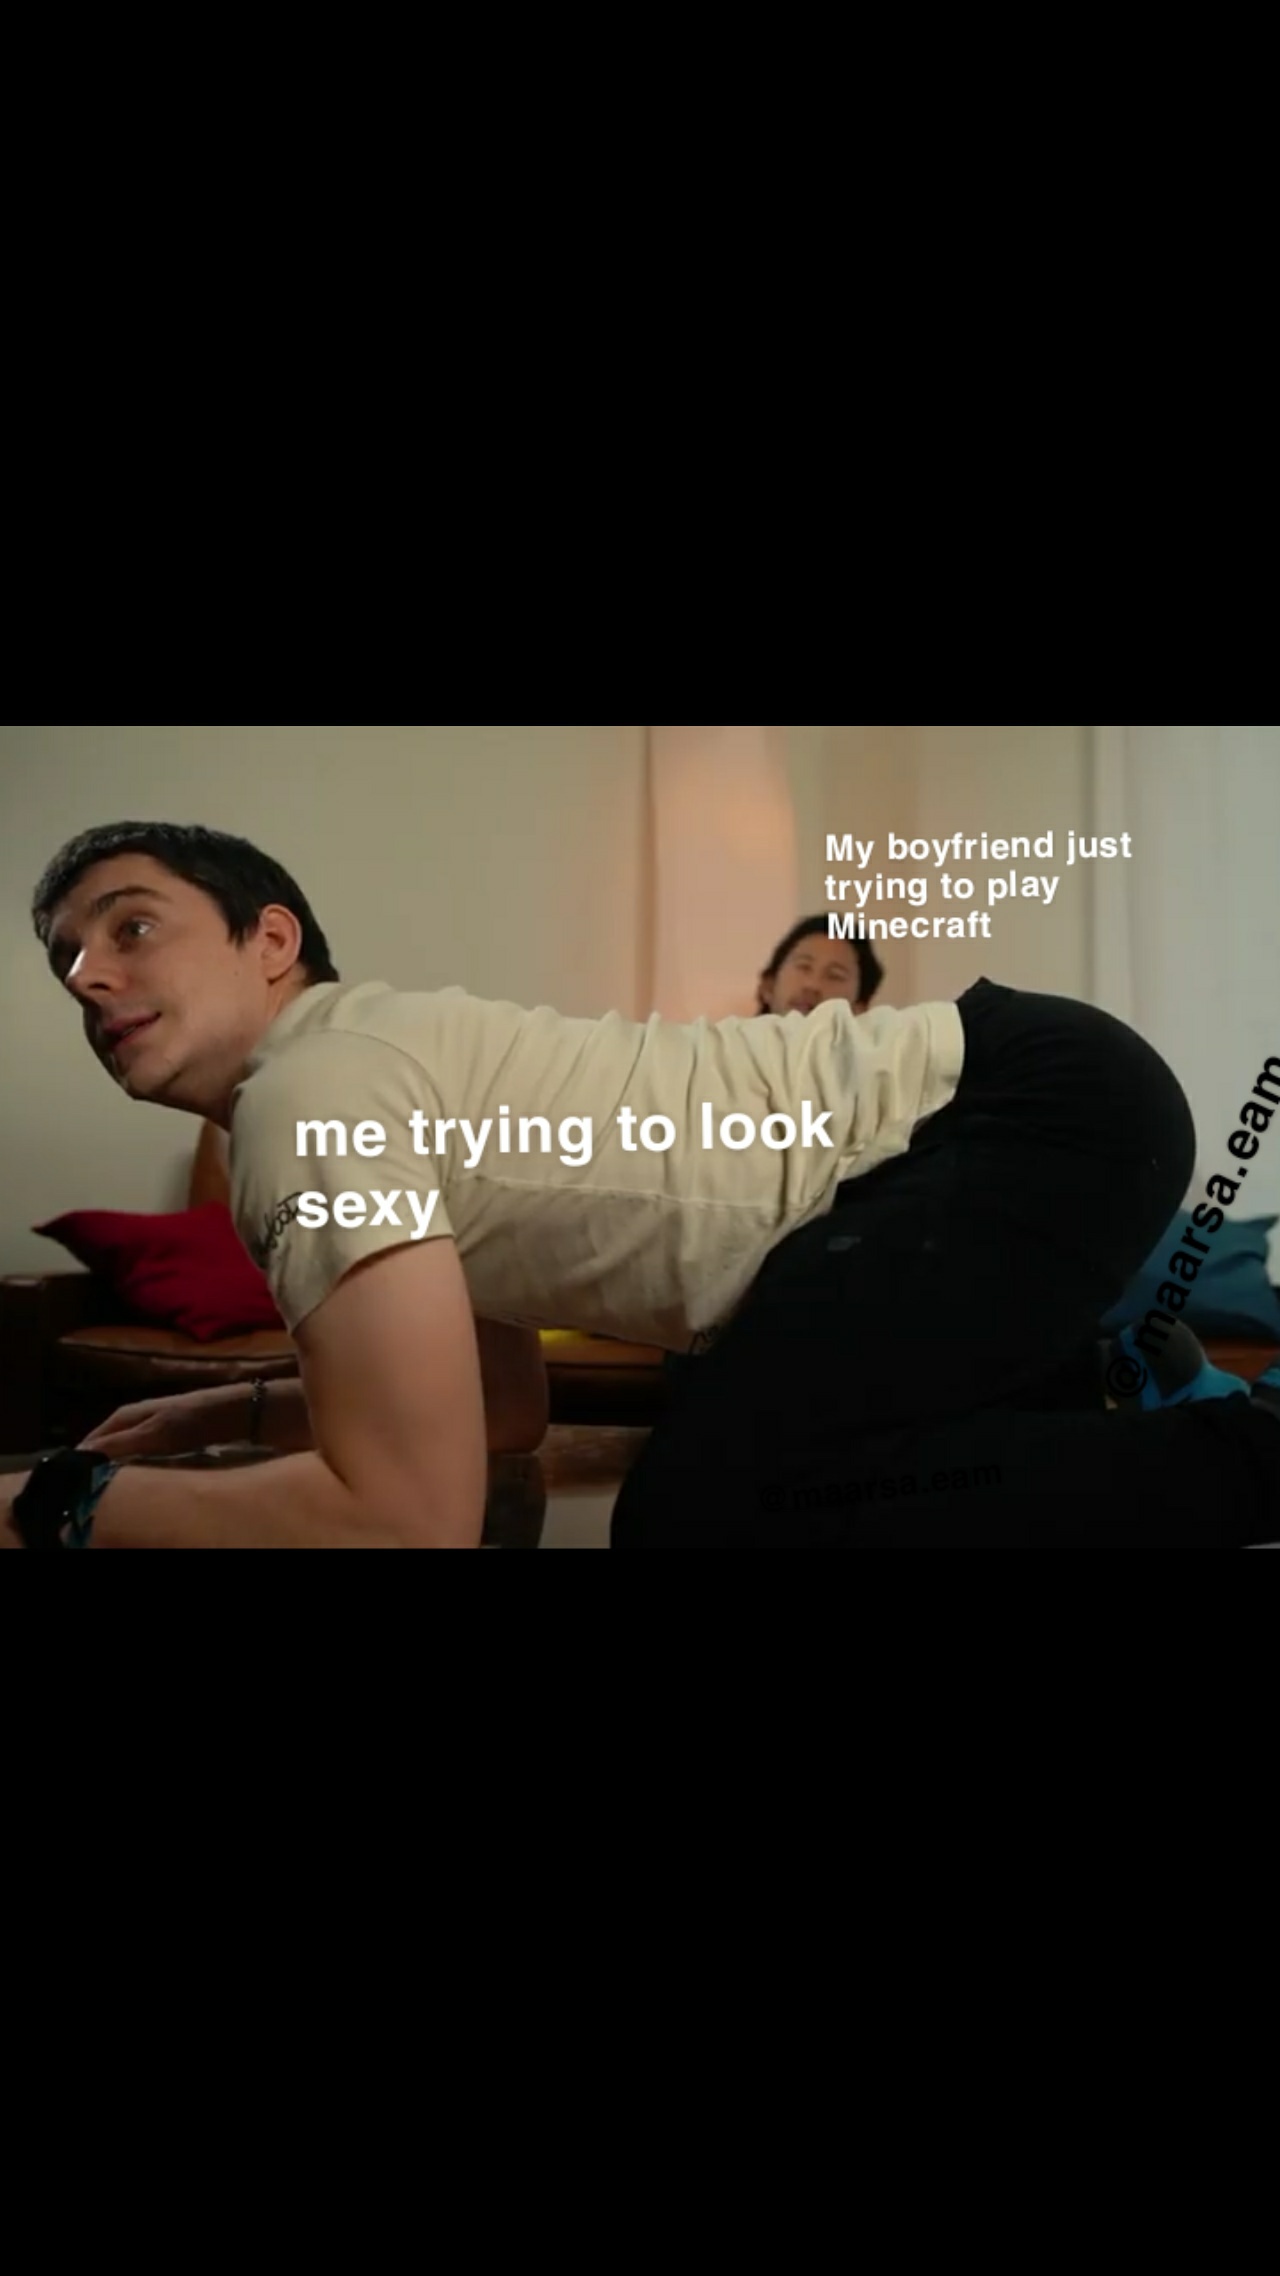 My boyfriend just
trying to play
Minecraft
me trying to look
sexy
@maarsa.eam
@maarsa.eam